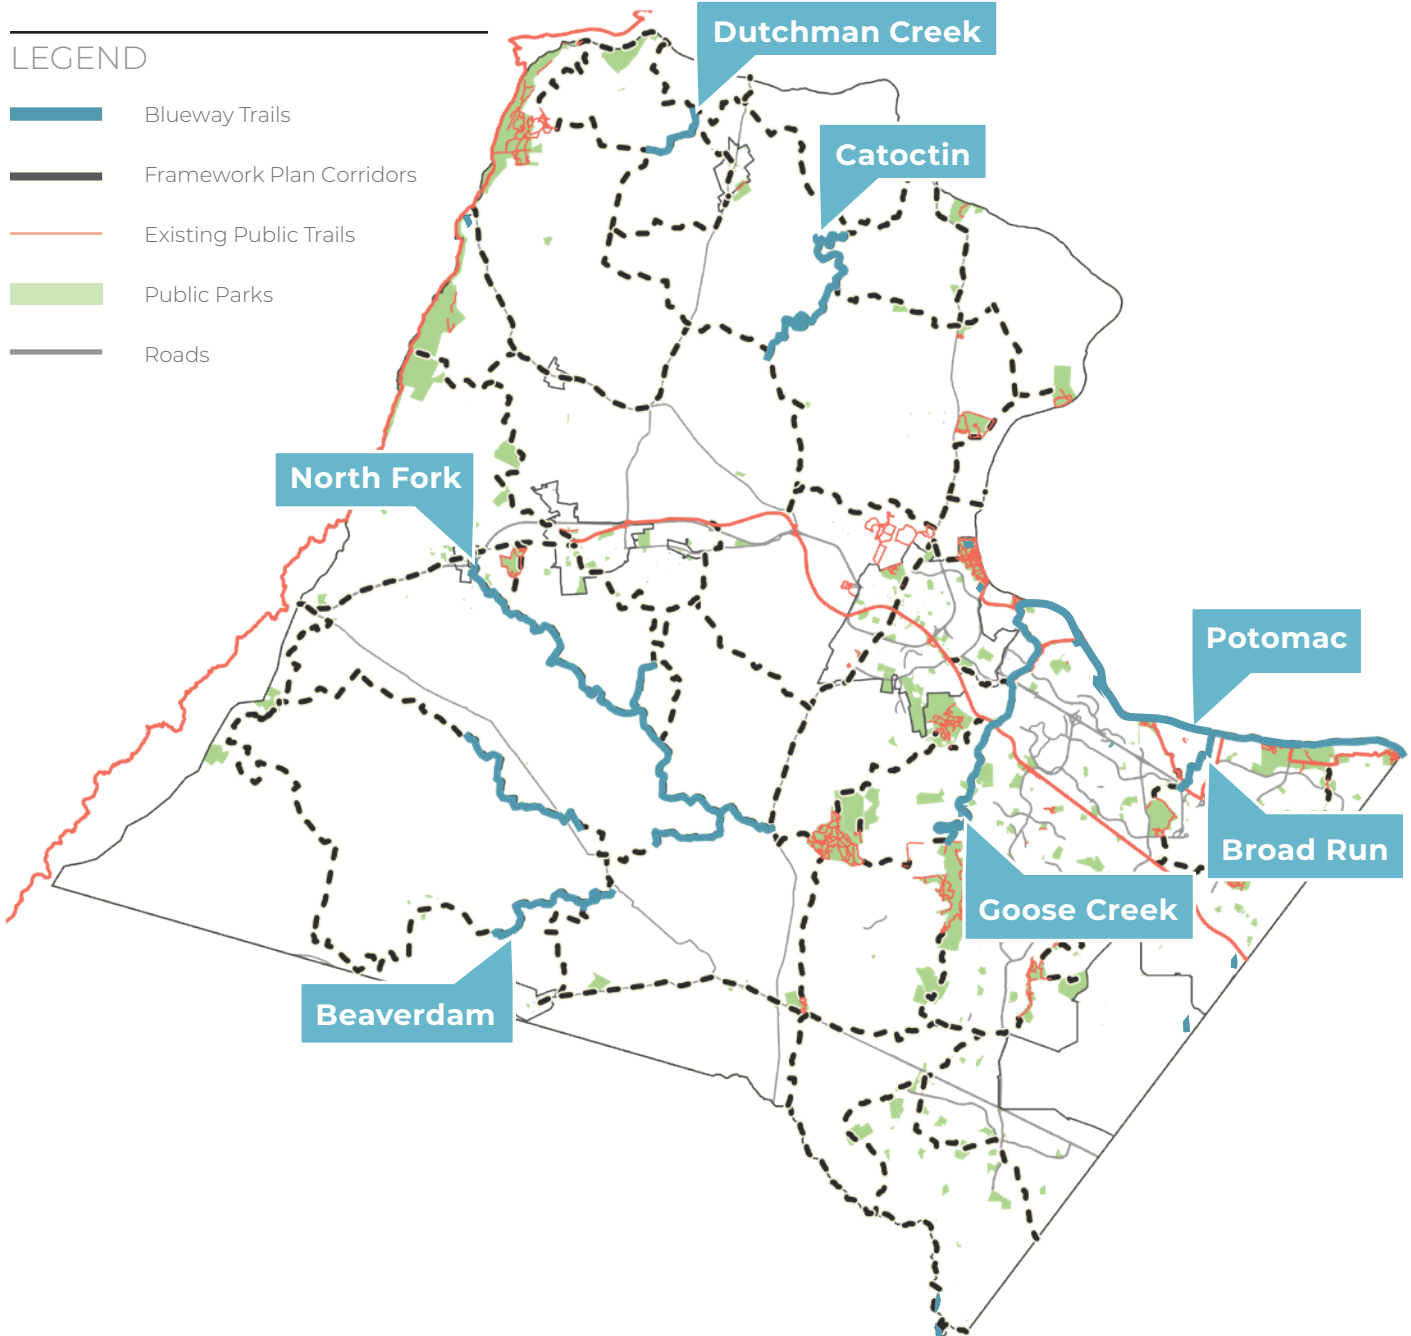 LEGEND
Blueway Trails
Framework Plan Corridors
Existing Public Trails
Public Parks
Roads
Dutchman Creek
Catoctin
North Fork
Potomac
Broad Run
Goose Creek
Beaverdam